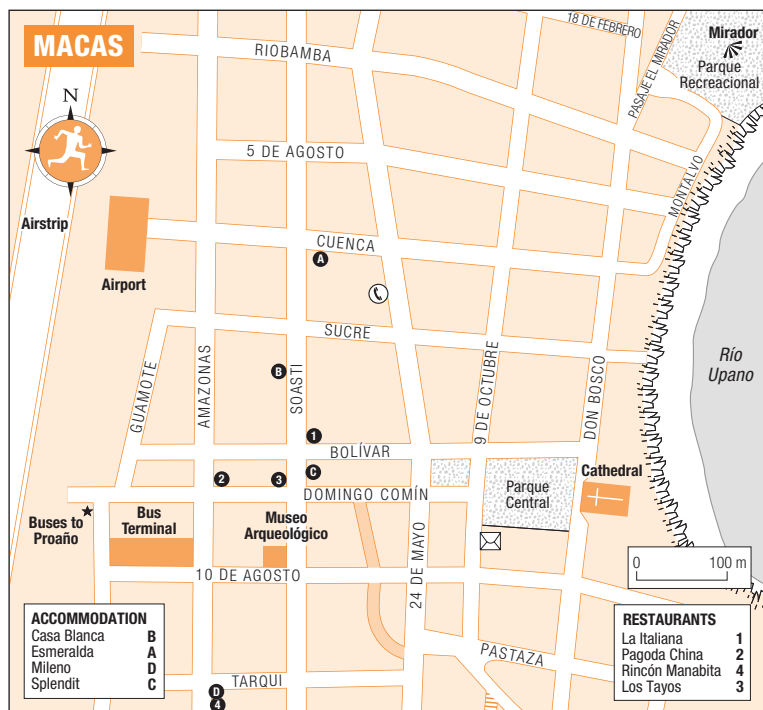 MACAS
N
18 DE FEBRERO
Mirador
Parque
Recreacional
RIOBAMBA
PASAJE EL MIRADOR
5 DE AGOSTO
MONTALVO
Airstrip
CUENCA
A
Airport
SUCRE
Río
Upano
GUAMOTE
AMAZONAS
SOASTI
B
9 DE OCTUBRE
DON BOSCO
1
BOLÍVAR
2
3
C
DOMINGO COMÍN
Parque
Central
Cathedral
Buses to
Proaño
Bus
Terminal
Museo
Arqueológico
24 DE MAYO
10 DE AGOSTO
0 100 m
PASTAZA
TARQUI
D
4
ACCOMMODATION
Casa Blanca B
Esmeralda A
Mileno D
Splendit C
RESTAURANTS
La Italiana 1
Pagoda China 2
Rincón Manabita 4
Los Tayos 3